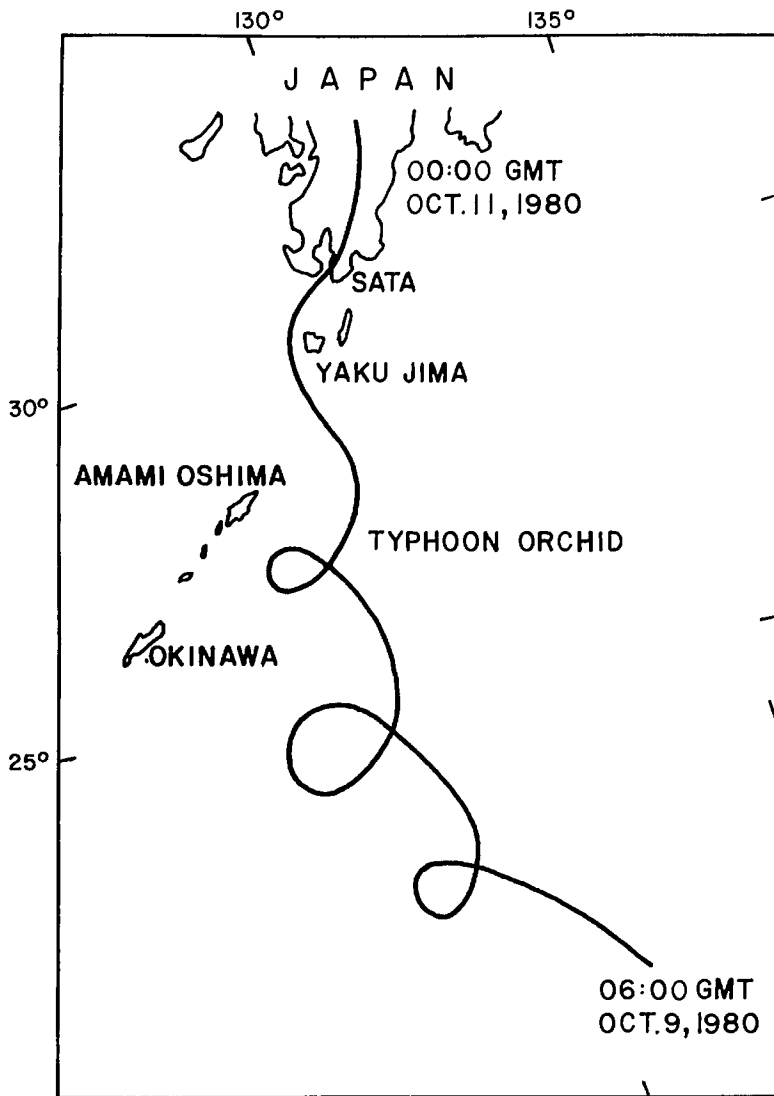 130° 135°
JAPAN
00:00 GMT
OCT. 11, 1980
SATA
YAKU JIMA
30°
AMAMI OSHIMA
TYPHOON ORCHID
OKINAWA
25°
06:00 GMT
OCT. 9, 1980